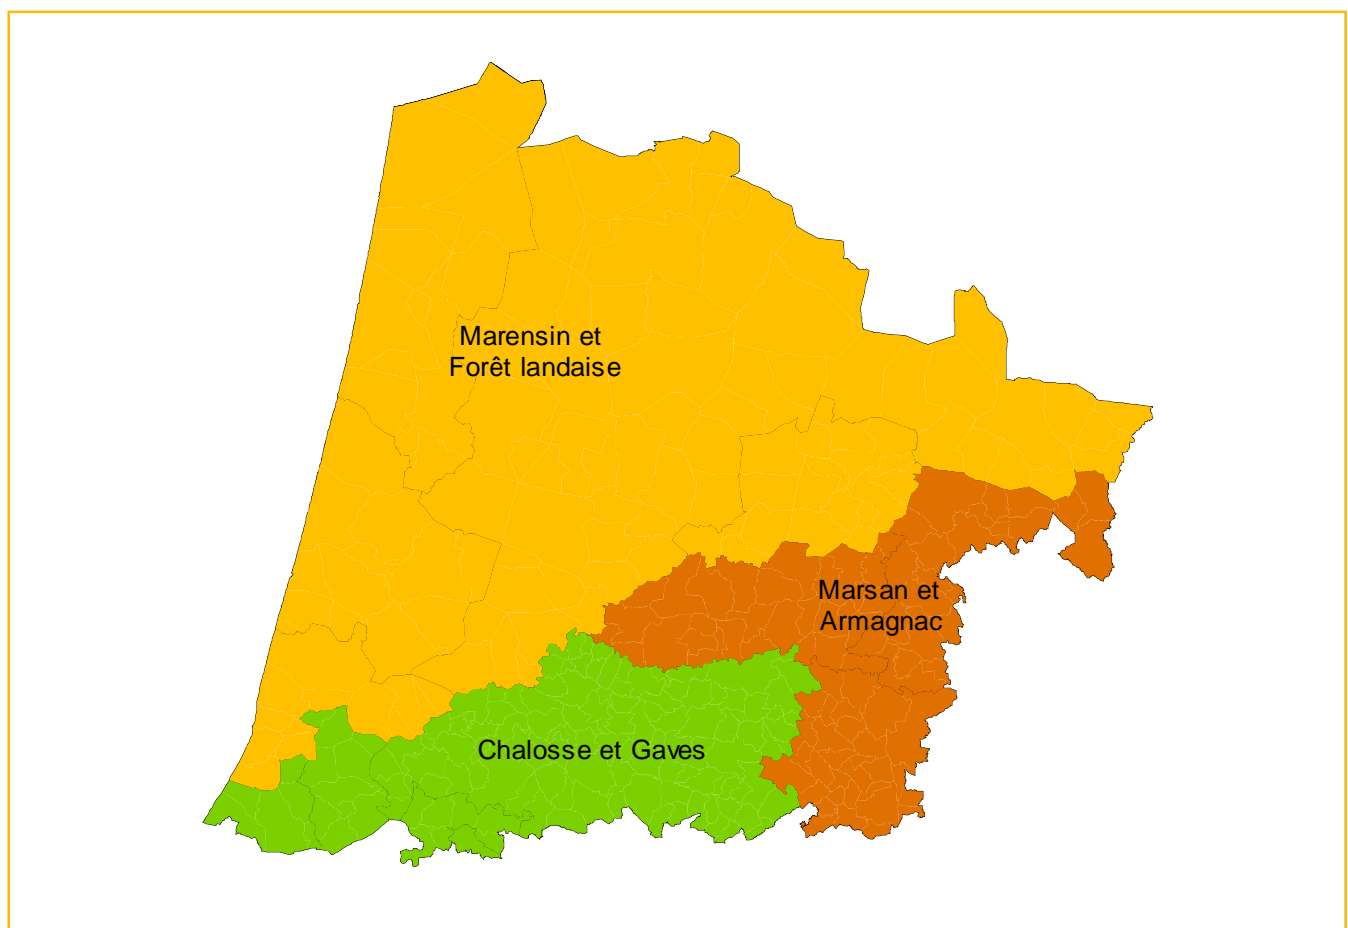 Marensin et
Forêt landaise
Marsan et
Armagnac
Chalosse et Gaves